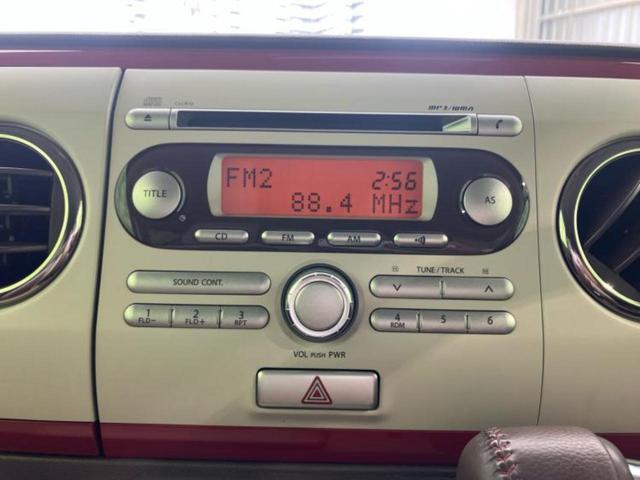 MP3/WMA
TITLE
FM2 2:56
88.4 MHz
AS
CD FM AM
SOUND CONT.
TUNE/TRACK
1 2 3
FLD− FLD+ RPT
4 5 6
RDM
VOL PUSH PWR